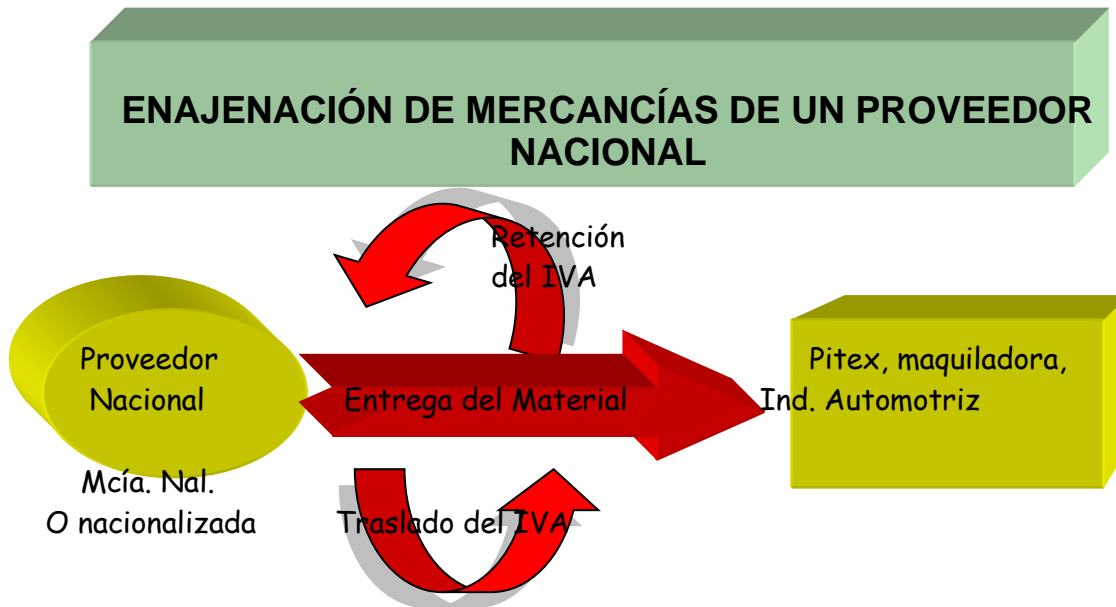 ENAJENACIÓN DE MERCANCÍAS DE UN PROVEEDOR
NACIONAL
Retención
del IVA
Proveedor
Nacional
Entrega del Material
Pitex, maquiladora,
Ind. Automotriz
Mcía. Nal.
O nacionalizada
Traslado del IVA